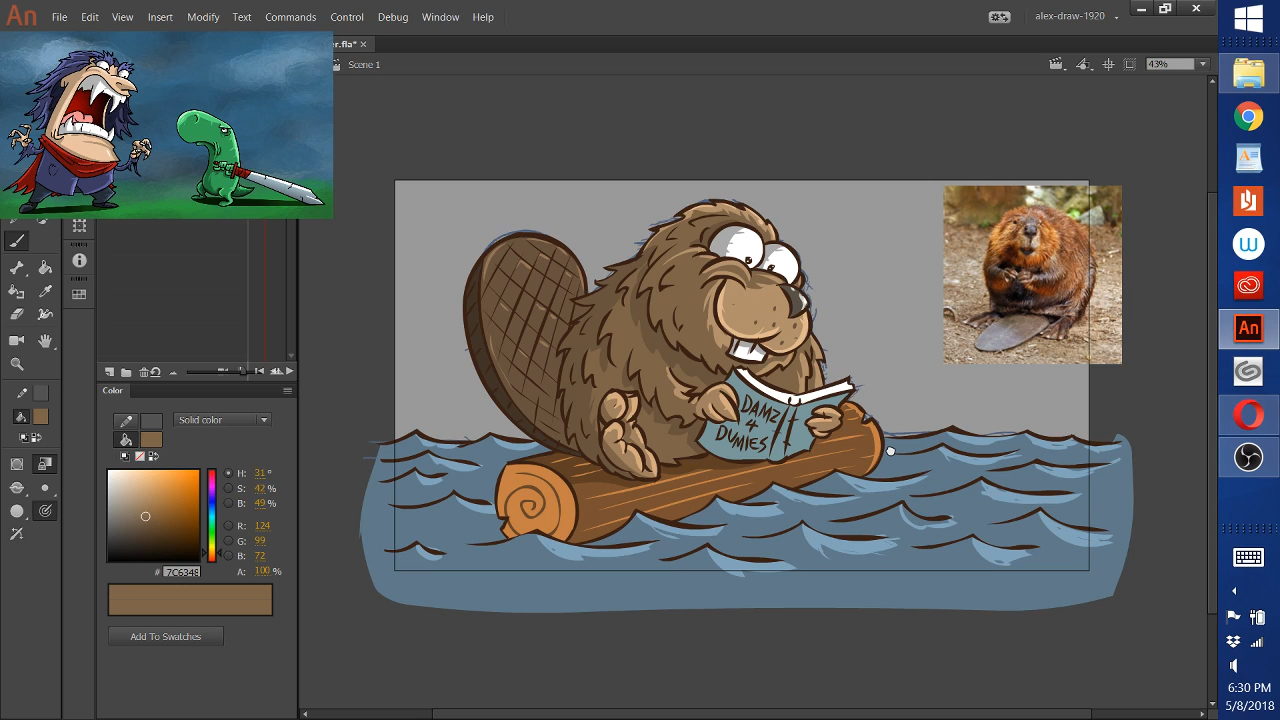 An File Edit View Insert Modify Text Commands Control Debug Window Help alex-draw-1920
er.fla* ×
Scene 1 43%
DAMZ
4
DUMIES
Color
Solid color
H: 31 °
S: 42 %
B: 49 %
R: 124
G: 99
B: 72
# 7C6348 A: 100 %
Add To Swatches
An
6:30 PM
5/8/2018